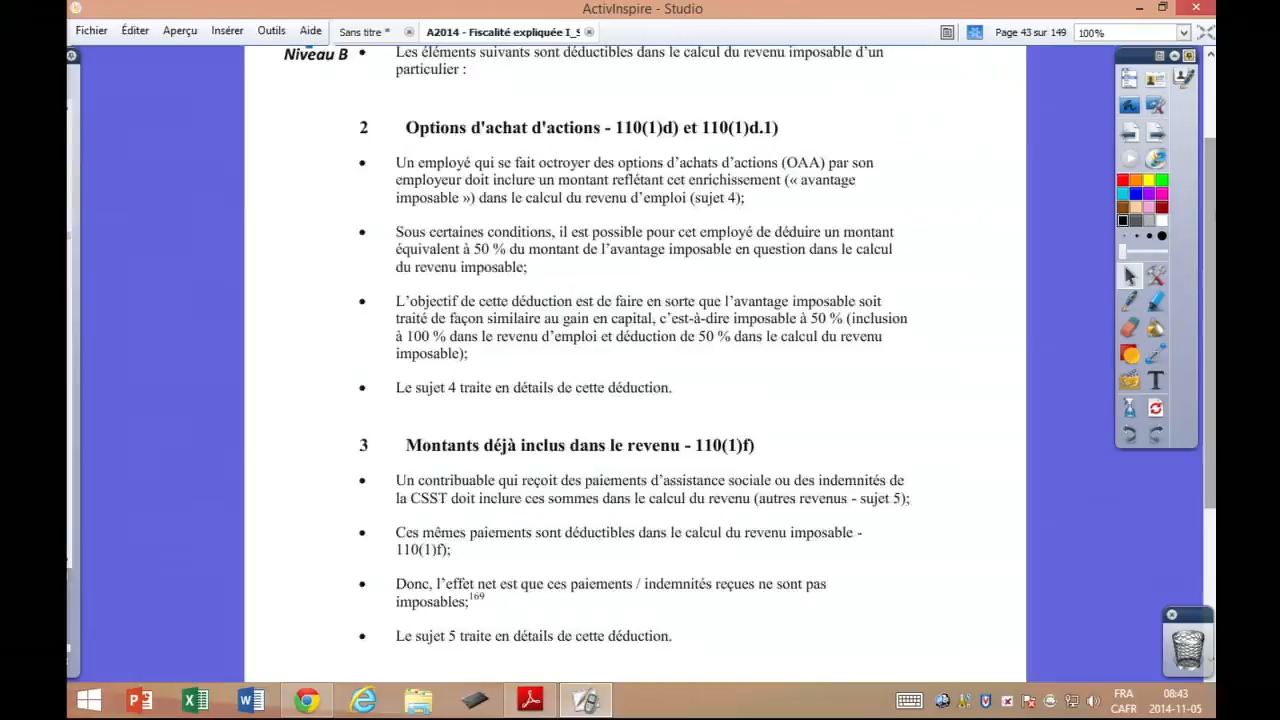 ActivInspire - Studio
Fichier Éditer Aperçu Insérer Outils Aide Sans titre * A2014 - Fiscalité expliquée I_S Page 43 sur 149 100%
Niveau B
• Les éléments suivants sont déductibles dans le calcul du revenu imposable d’un
particulier :
2 Options d'achat d'actions - 110(1)d) et 110(1)d.1)
• Un employé qui se fait octroyer des options d’achats d’actions (OAA) par son
employeur doit inclure un montant reflétant cet enrichissement (« avantage
imposable ») dans le calcul du revenu d’emploi (sujet 4);
• Sous certaines conditions, il est possible pour cet employé de déduire un montant
équivalent à 50 % du montant de l’avantage imposable en question dans le calcul
du revenu imposable;
• L’objectif de cette déduction est de faire en sorte que l’avantage imposable soit
traité de façon similaire au gain en capital, c’est-à-dire imposable à 50 % (inclusion
à 100 % dans le revenu d’emploi et déduction de 50 % dans le calcul du revenu
imposable);
• Le sujet 4 traite en détails de cette déduction.
3 Montants déjà inclus dans le revenu - 110(1)f)
• Un contribuable qui reçoit des paiements d’assistance sociale ou des indemnités de
la CSST doit inclure ces sommes dans le calcul du revenu (autres revenus - sujet 5);
• Ces mêmes paiements sont déductibles dans le calcul du revenu imposable -
110(1)f);
• Donc, l’effet net est que ces paiements / indemnités reçues ne sont pas
imposables;169
• Le sujet 5 traite en détails de cette déduction.
FRA 08:43
CAFR 2014-11-05